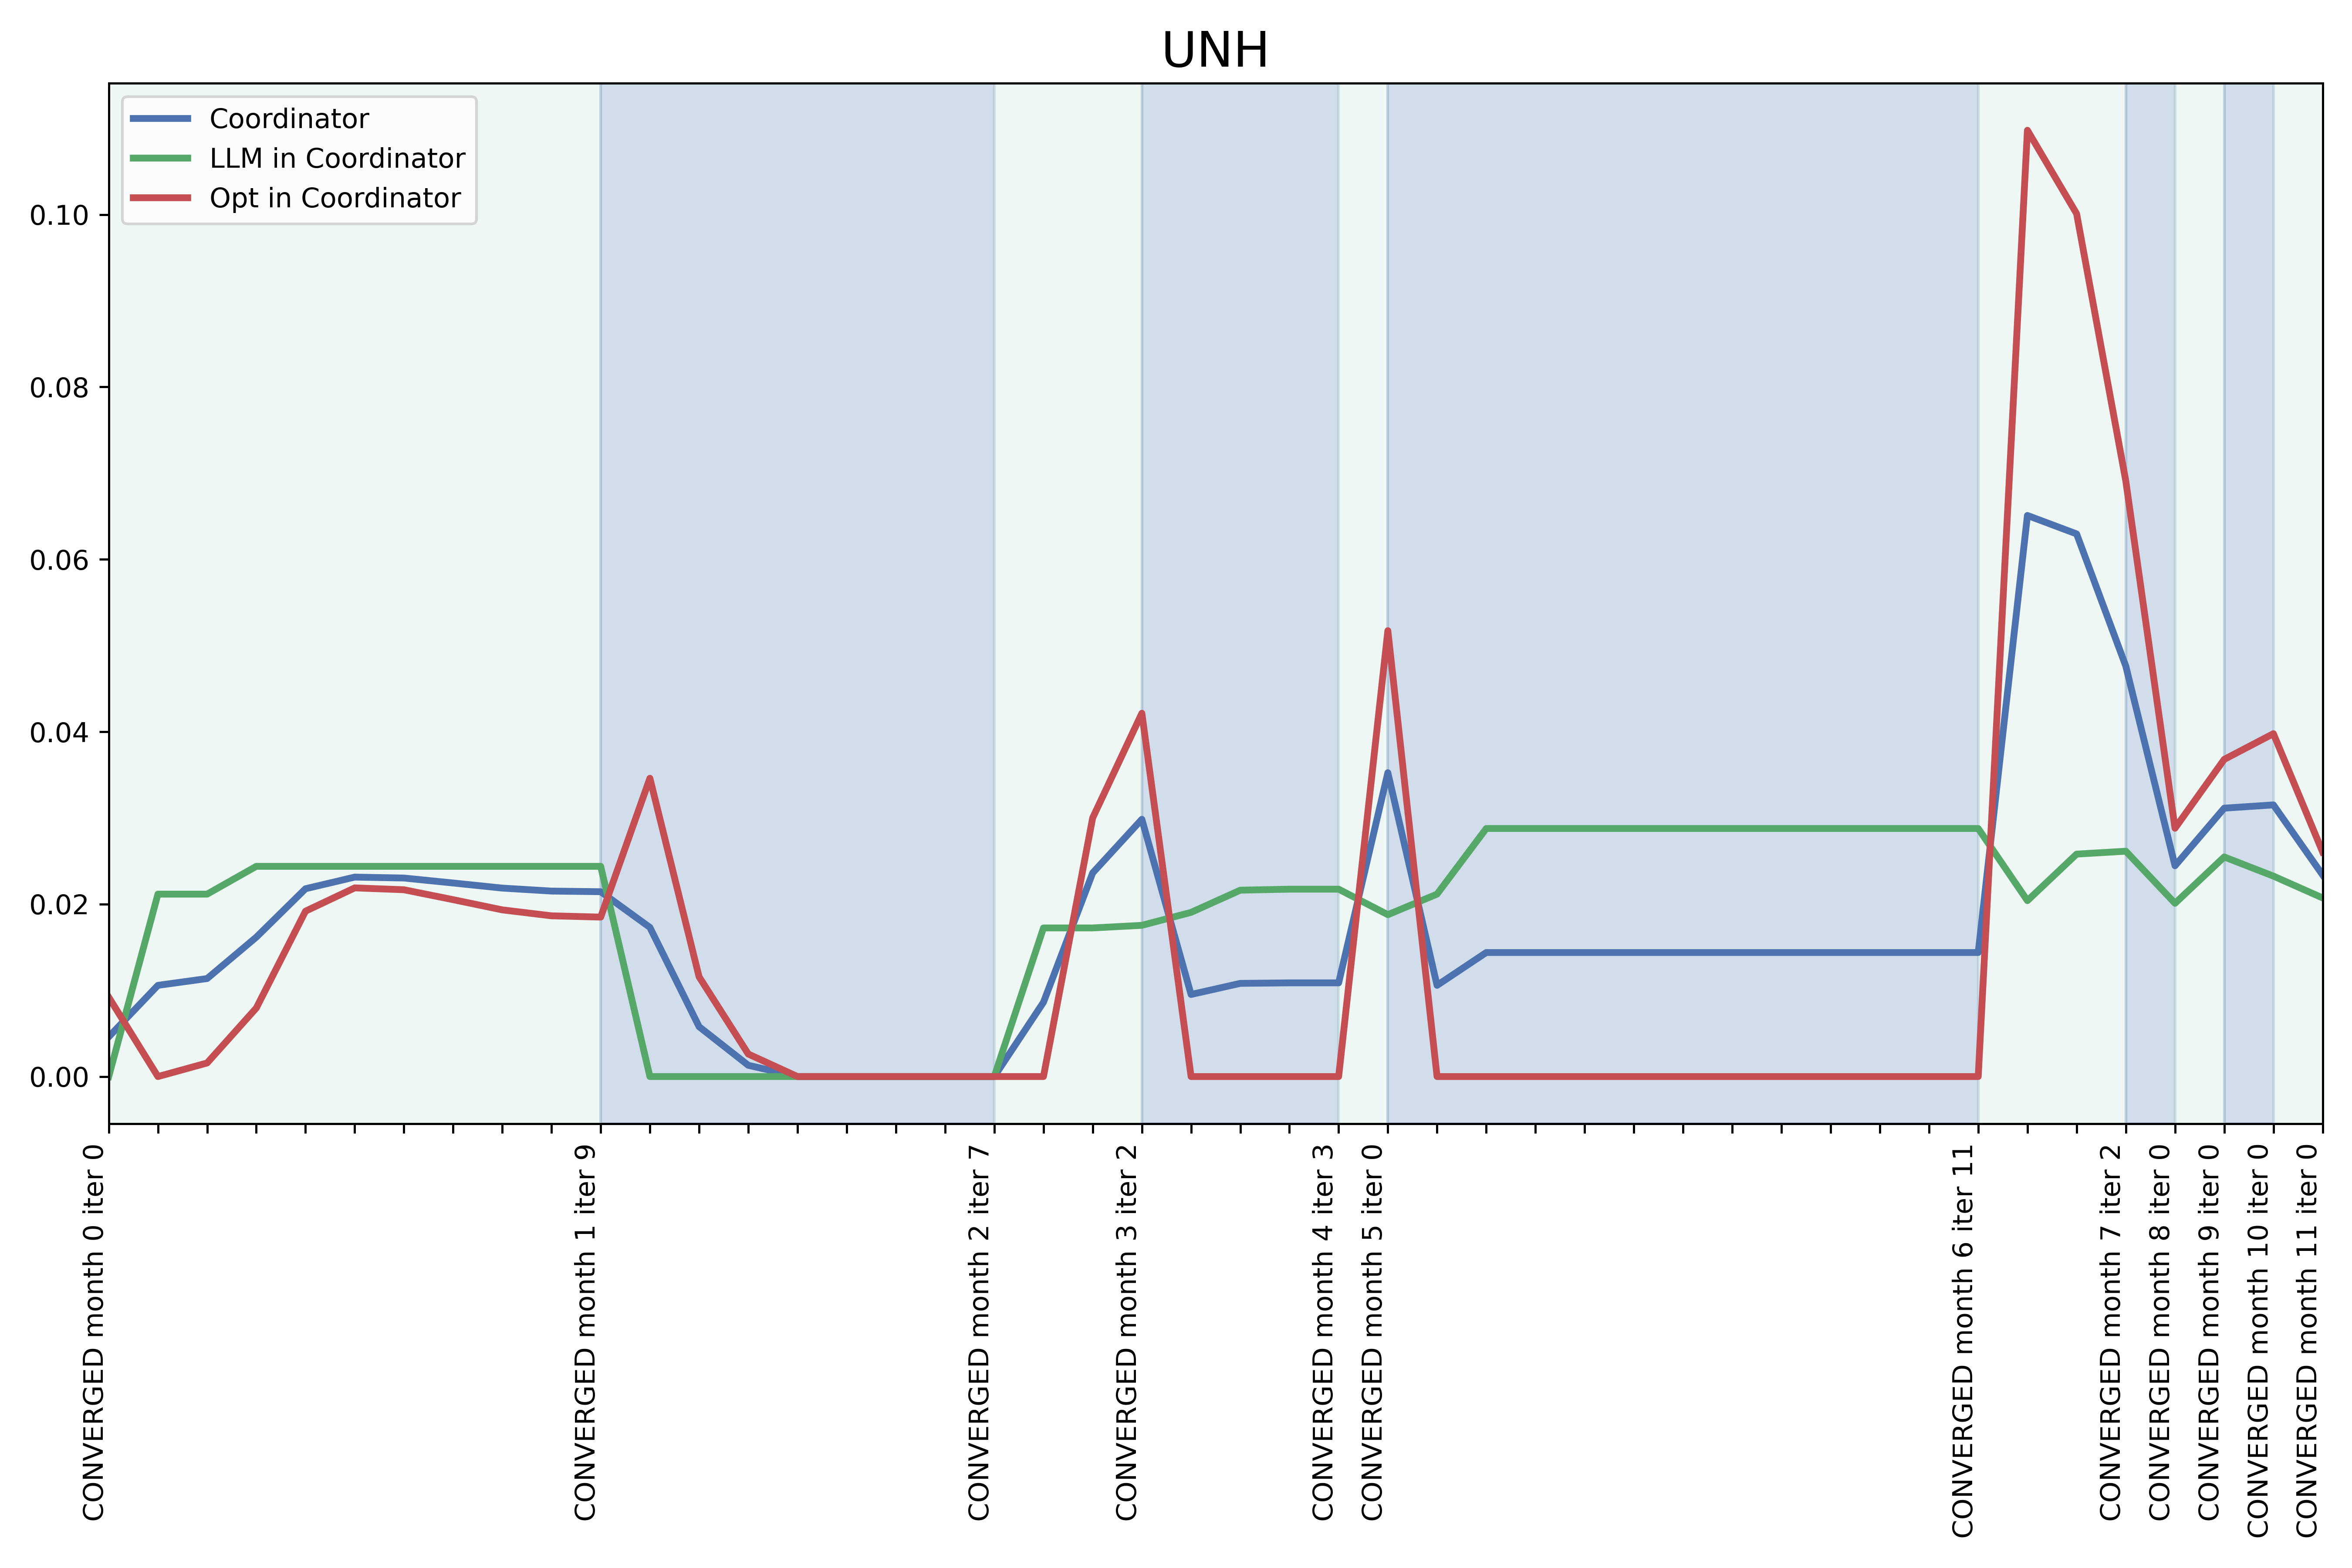 UNH
Coordinator
LLM in Coordinator
Opt in Coordinator
0.10
0.08
0.06
0.04
0.02
0.00
CONVERGED month 0 iter 0
CONVERGED month 1 iter 9
CONVERGED month 2 iter 7
CONVERGED month 3 iter 2
CONVERGED month 4 iter 3
CONVERGED month 5 iter 0
CONVERGED month 6 iter 11
CONVERGED month 7 iter 2
CONVERGED month 8 iter 0
CONVERGED month 9 iter 0
CONVERGED month 10 iter 0
CONVERGED month 11 iter 0